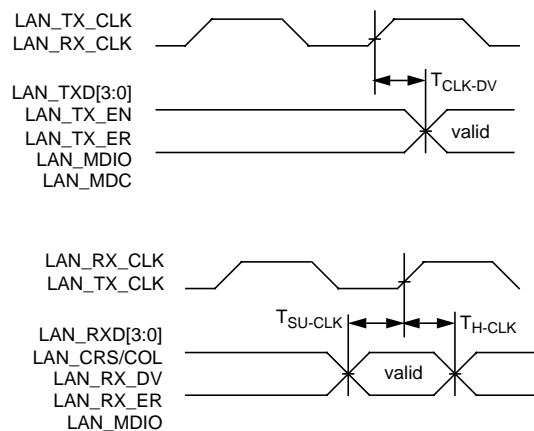 LAN_TX_CLK
LAN_RX_CLK
T_CLK-DV
LAN_TXD[3:0]
LAN_TX_EN
LAN_TX_ER
valid
LAN_MDIO
LAN_MDC
LAN_RX_CLK
LAN_TX_CLK
T_SU-CLK
T_H-CLK
LAN_RXD[3:0]
LAN_CRS/COL
LAN_RX_DV
valid
LAN_RX_ER
LAN_MDIO